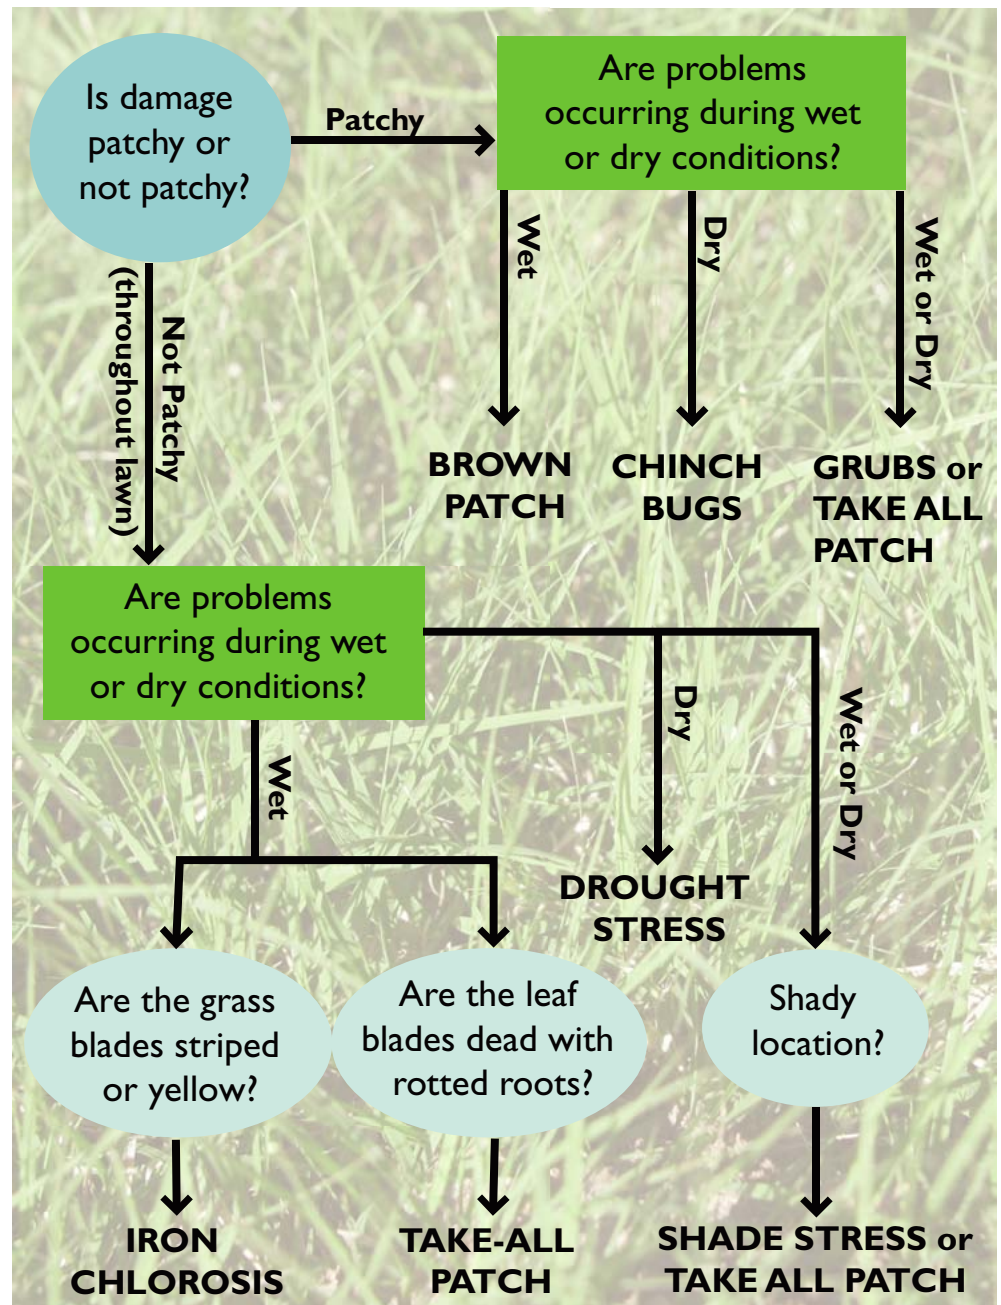 Is damage
patchy or
not patchy?
Patchy
Are problems
occurring during wet
or dry conditions?
Wet
Dry
Wet or Dry
BROWN
PATCH
CHINCH
BUGS
GRUBS or
TAKE ALL
PATCH
Not Patchy
(throughout lawn)
Are problems
occurring during wet
or dry conditions?
Wet
Dry
Wet or Dry
DROUGHT
STRESS
Are the grass
blades striped
or yellow?
Are the leaf
blades dead with
rotted roots?
Shady
location?
IRON
CHLOROSIS
TAKE-ALL
PATCH
SHADE STRESS or
TAKE ALL PATCH